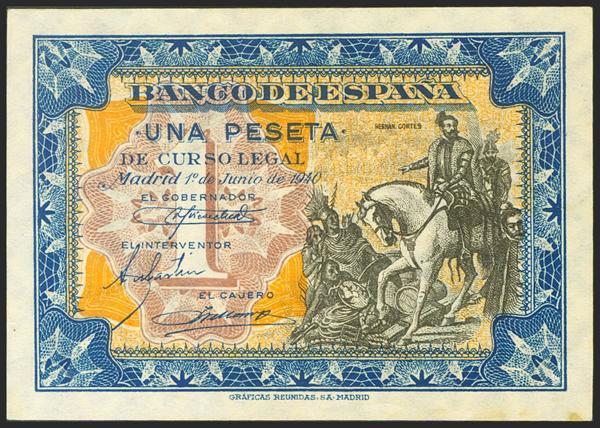 BANCO DE ESPAÑA
·UNA PESETA·
HERNAN CORTES
DE CURSO LEGAL
Madrid 1º de Junio de 1940
EL GOBERNADOR
EL INTERVENTOR
EL CAJERO
1
GRÁFICAS REUNIDAS, S.A. MADRID